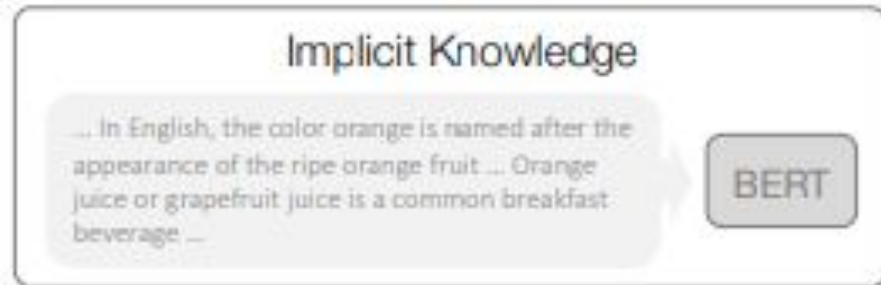 Implicit Knowledge
... In English, the color orange is named after the
appearance of the ripe orange fruit ... Orange
juice or grapefruit juice is a common breakfast
beverage ...
BERT